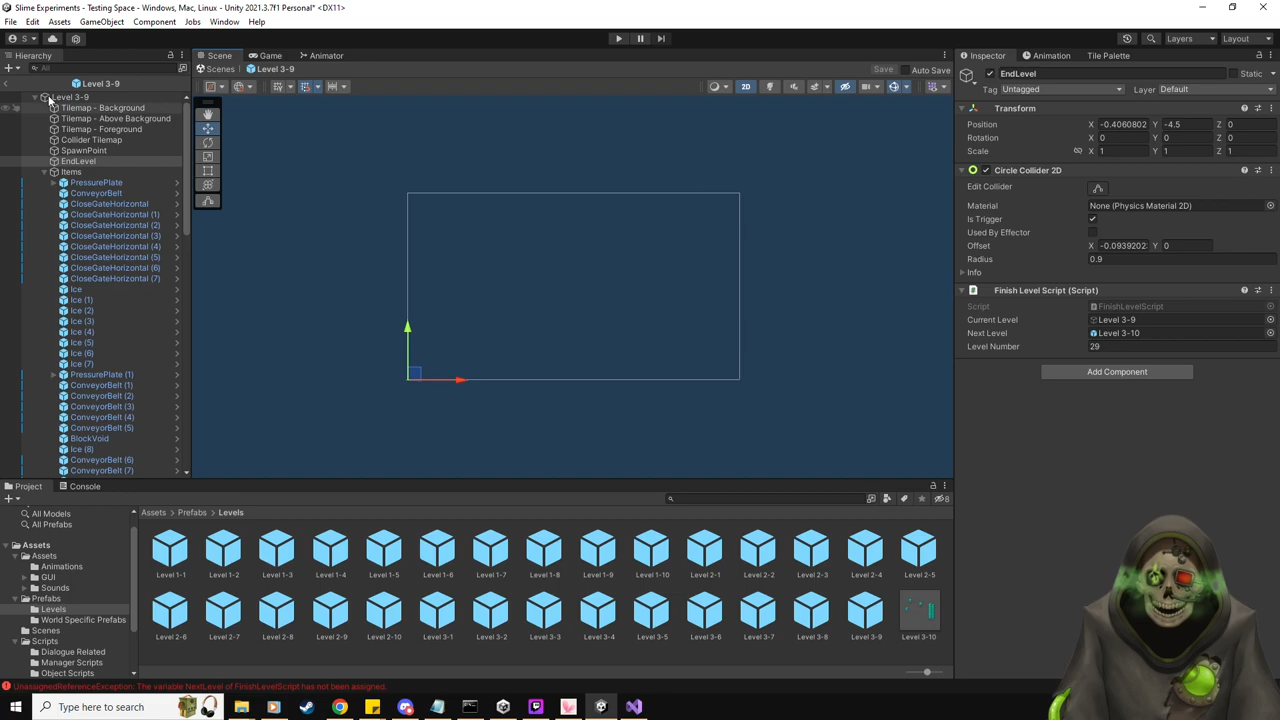 Slime Experiments - Testing Space - Windows, Mac, Linux - Unity 2021.3.7f1 Personal* <DX11>
File Edit Assets GameObject Component Jobs Window Help
S Layers Layout
Hierarchy Scene Game Animator Inspector Animation Tile Palette
All Scenes Level 3-9 Save Auto Save
Level 3-9
2D
EndLevel Static
Tag Untagged Layer Default
Level 3-9
Tilemap - Background
Tilemap - Above Background
Tilemap - Foreground
Collider Tilemap
SpawnPoint
EndLevel
Items
PressurePlate
ConveyorBelt
CloseGateHorizontal
CloseGateHorizontal (1)
CloseGateHorizontal (2)
CloseGateHorizontal (3)
CloseGateHorizontal (4)
CloseGateHorizontal (5)
CloseGateHorizontal (6)
CloseGateHorizontal (7)
Ice
Ice (1)
Ice (2)
Ice (3)
Ice (4)
Ice (5)
Ice (6)
Ice (7)
PressurePlate (1)
ConveyorBelt (1)
ConveyorBelt (2)
ConveyorBelt (3)
ConveyorBelt (4)
ConveyorBelt (5)
BlockVoid
Ice (8)
ConveyorBelt (6)
ConveyorBelt (7)
Transform
Position X -0.4060802 Y -4.5 Z 0
Rotation X 0 Y 0 Z 0
Scale X 1 Y 1 Z 1
Circle Collider 2D
Edit Collider
Material None (Physics Material 2D)
Is Trigger
Used By Effector
Offset X -0.0939202 Y 0
Radius 0.9
Info
Finish Level Script (Script)
Script FinishLevelScript
Current Level Level 3-9
Next Level Level 3-10
Level Number 29
Add Component
Project Console
8
All Models
All Prefabs
Assets
Assets
Animations
GUI
Sounds
Prefabs
Levels
World Specific Prefabs
Scenes
Scripts
Dialogue Related
Manager Scripts
Object Scripts
Assets Prefabs Levels
Level 1-1 Level 1-2 Level 1-3 Level 1-4 Level 1-5 Level 1-6 Level 1-7 Level 1-8 Level 1-9 Level 1-10 Level 2-1 Level 2-2 Level 2-3 Level 2-4 Level 2-5
Level 2-6 Level 2-7 Level 2-8 Level 2-9 Level 2-10 Level 3-1 Level 3-2 Level 3-3 Level 3-4 Level 3-5 Level 3-6 Level 3-7 Level 3-8 Level 3-9 Level 3-10
UnassignedReferenceException: The variable NextLevel of FinishLevelScript has not been assigned.
Type here to search